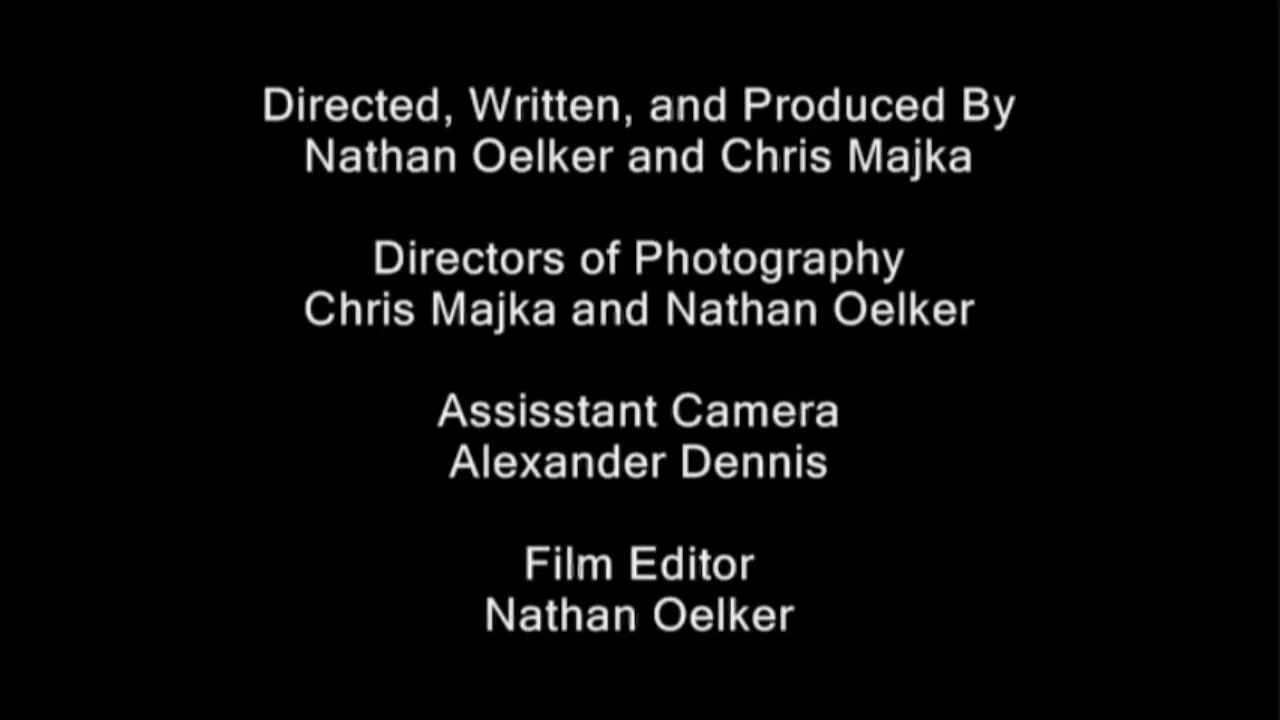 Directed, Written, and Produced By
Nathan Oelker and Chris Majka
Directors of Photography
Chris Majka and Nathan Oelker
Assisstant Camera
Alexander Dennis
Film Editor
Nathan Oelker